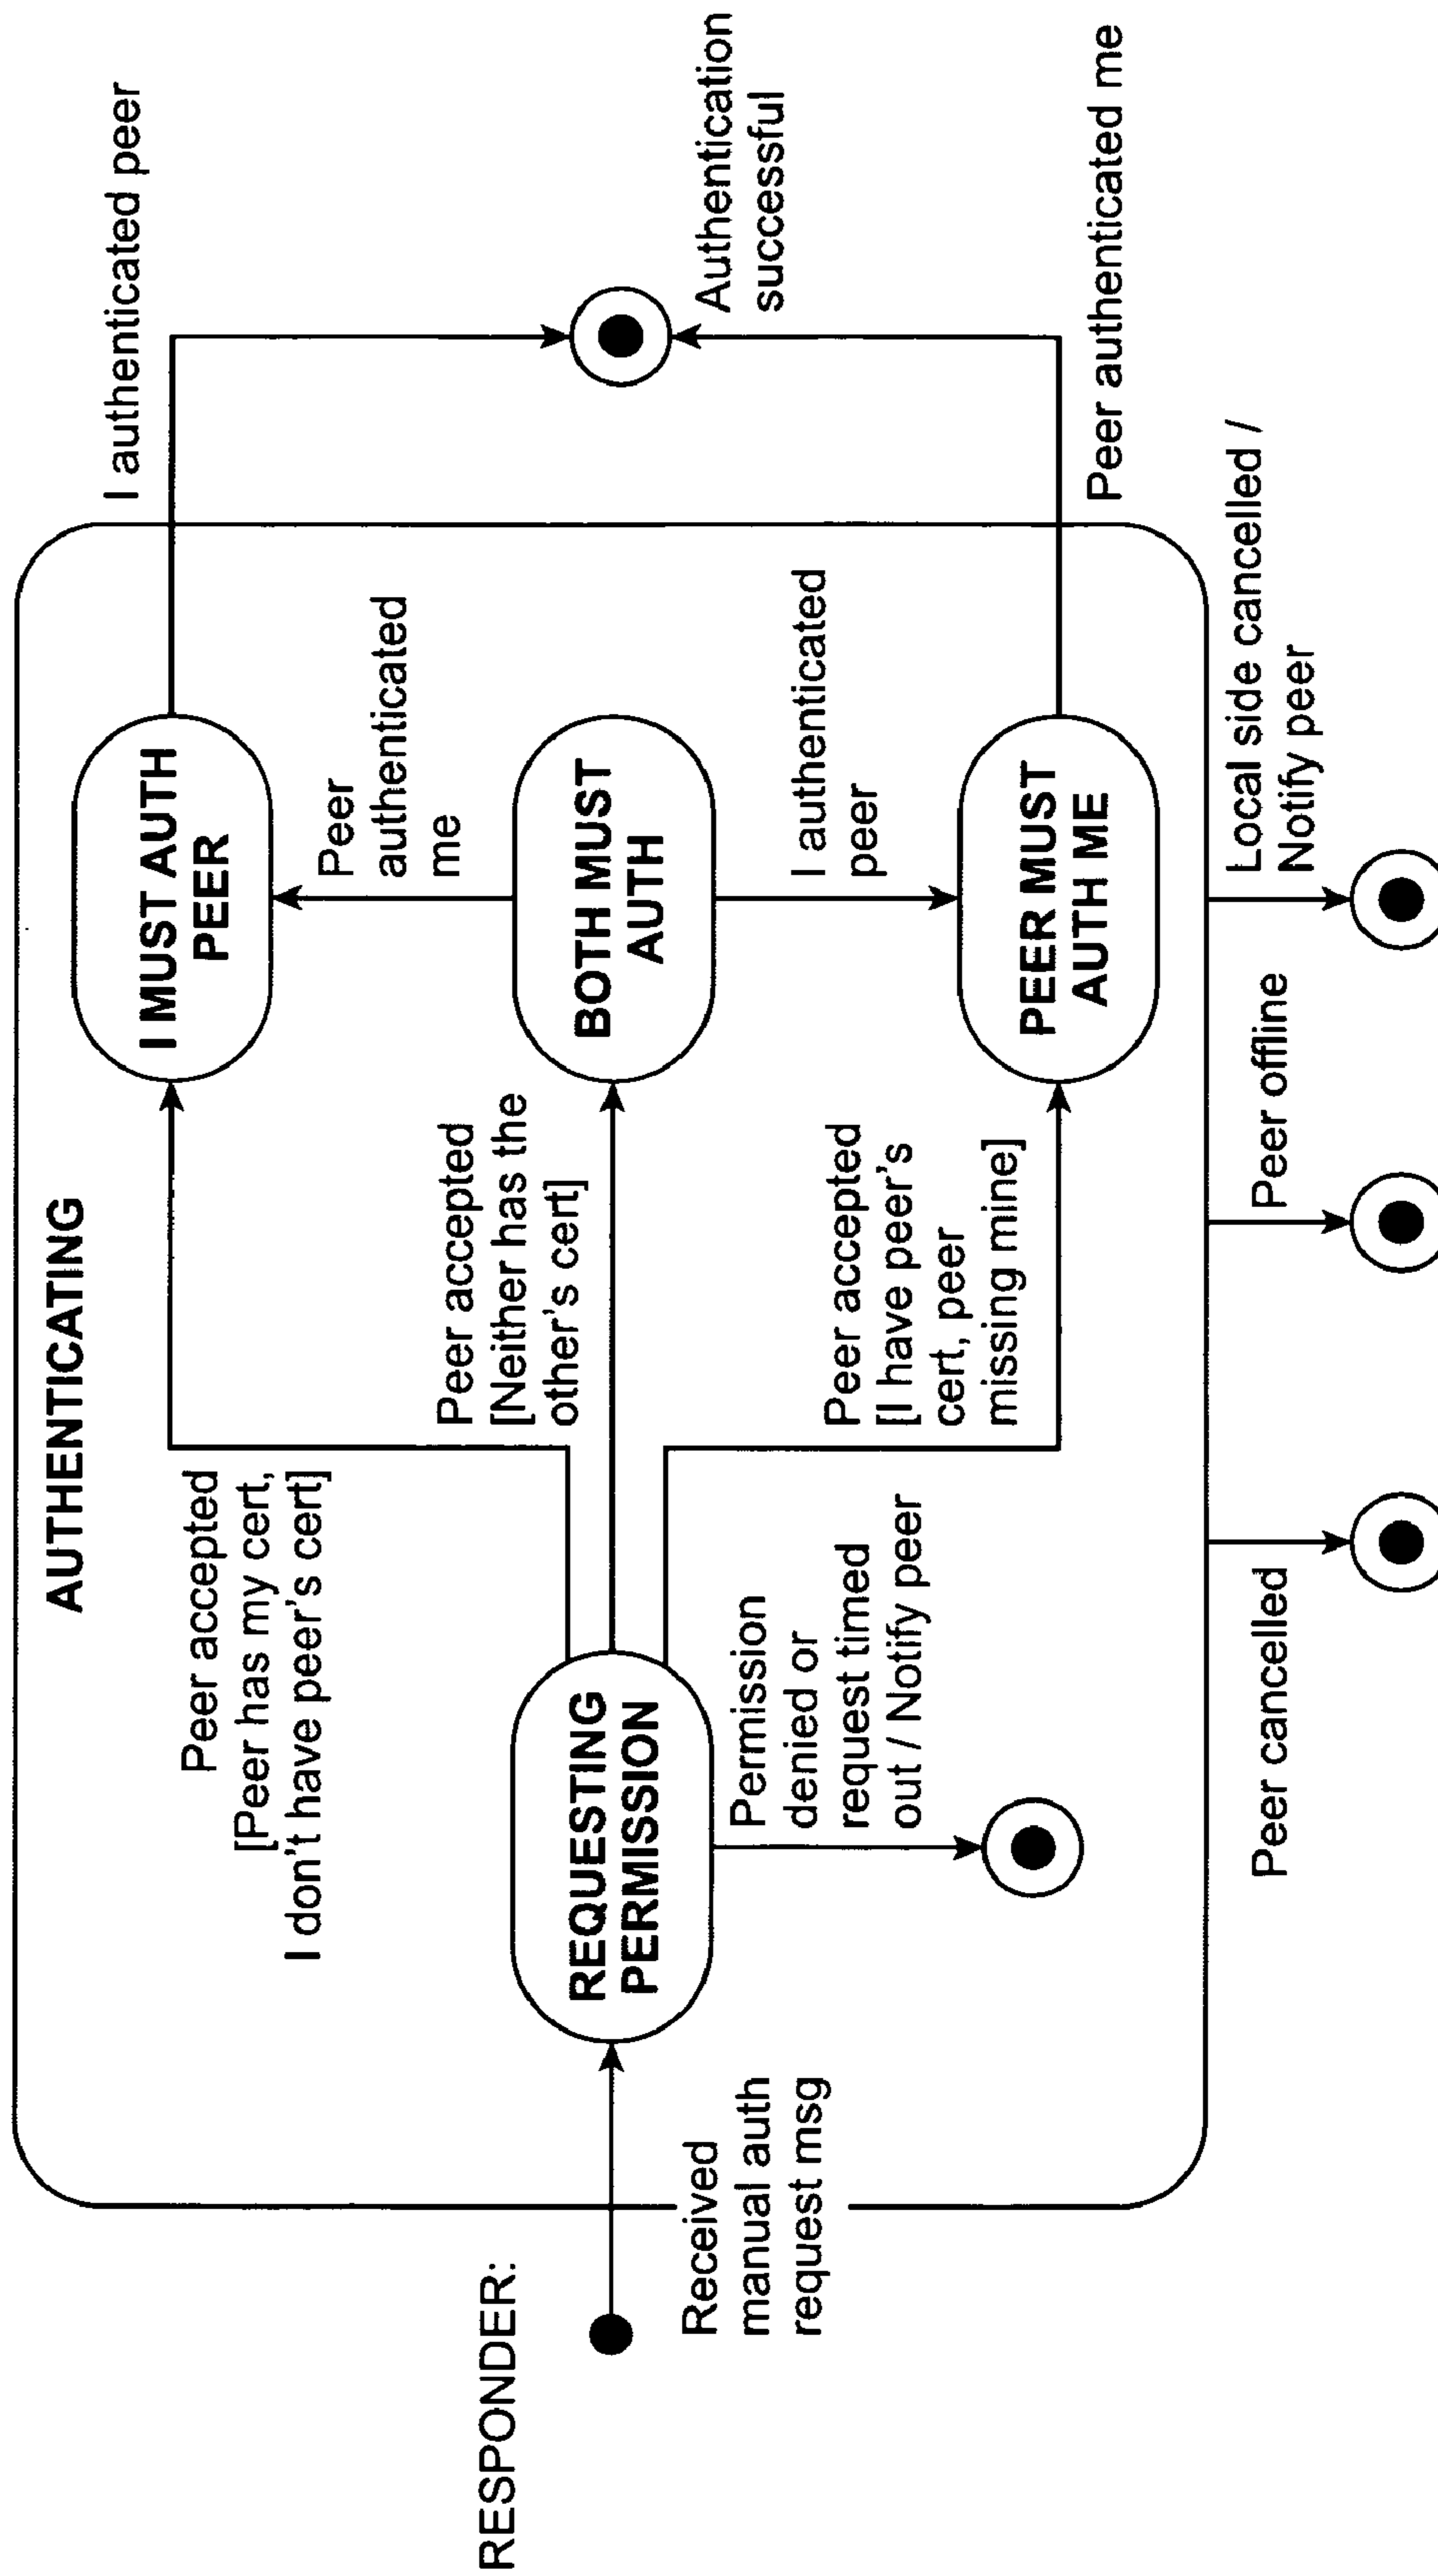 AUTHENTICATING
RESPONDER:
Received
manual auth
request msg
REQUESTING
PERMISSION
Peer accepted
[Peer has my cert,
I don't have peer's cert]
Peer accepted
[Neither has the
other's cert]
Peer accepted
[I have peer's
cert, peer
missing mine]
Permission
denied or
request timed
out / Notify peer
I MUST AUTH
PEER
Peer
authenticated
me
BOTH MUST
AUTH
I authenticated
peer
PEER MUST
AUTH ME
I authenticated peer
Authentication
successful
Peer authenticated me
Peer cancelled
Peer offline
Local side cancelled /
Notify peer